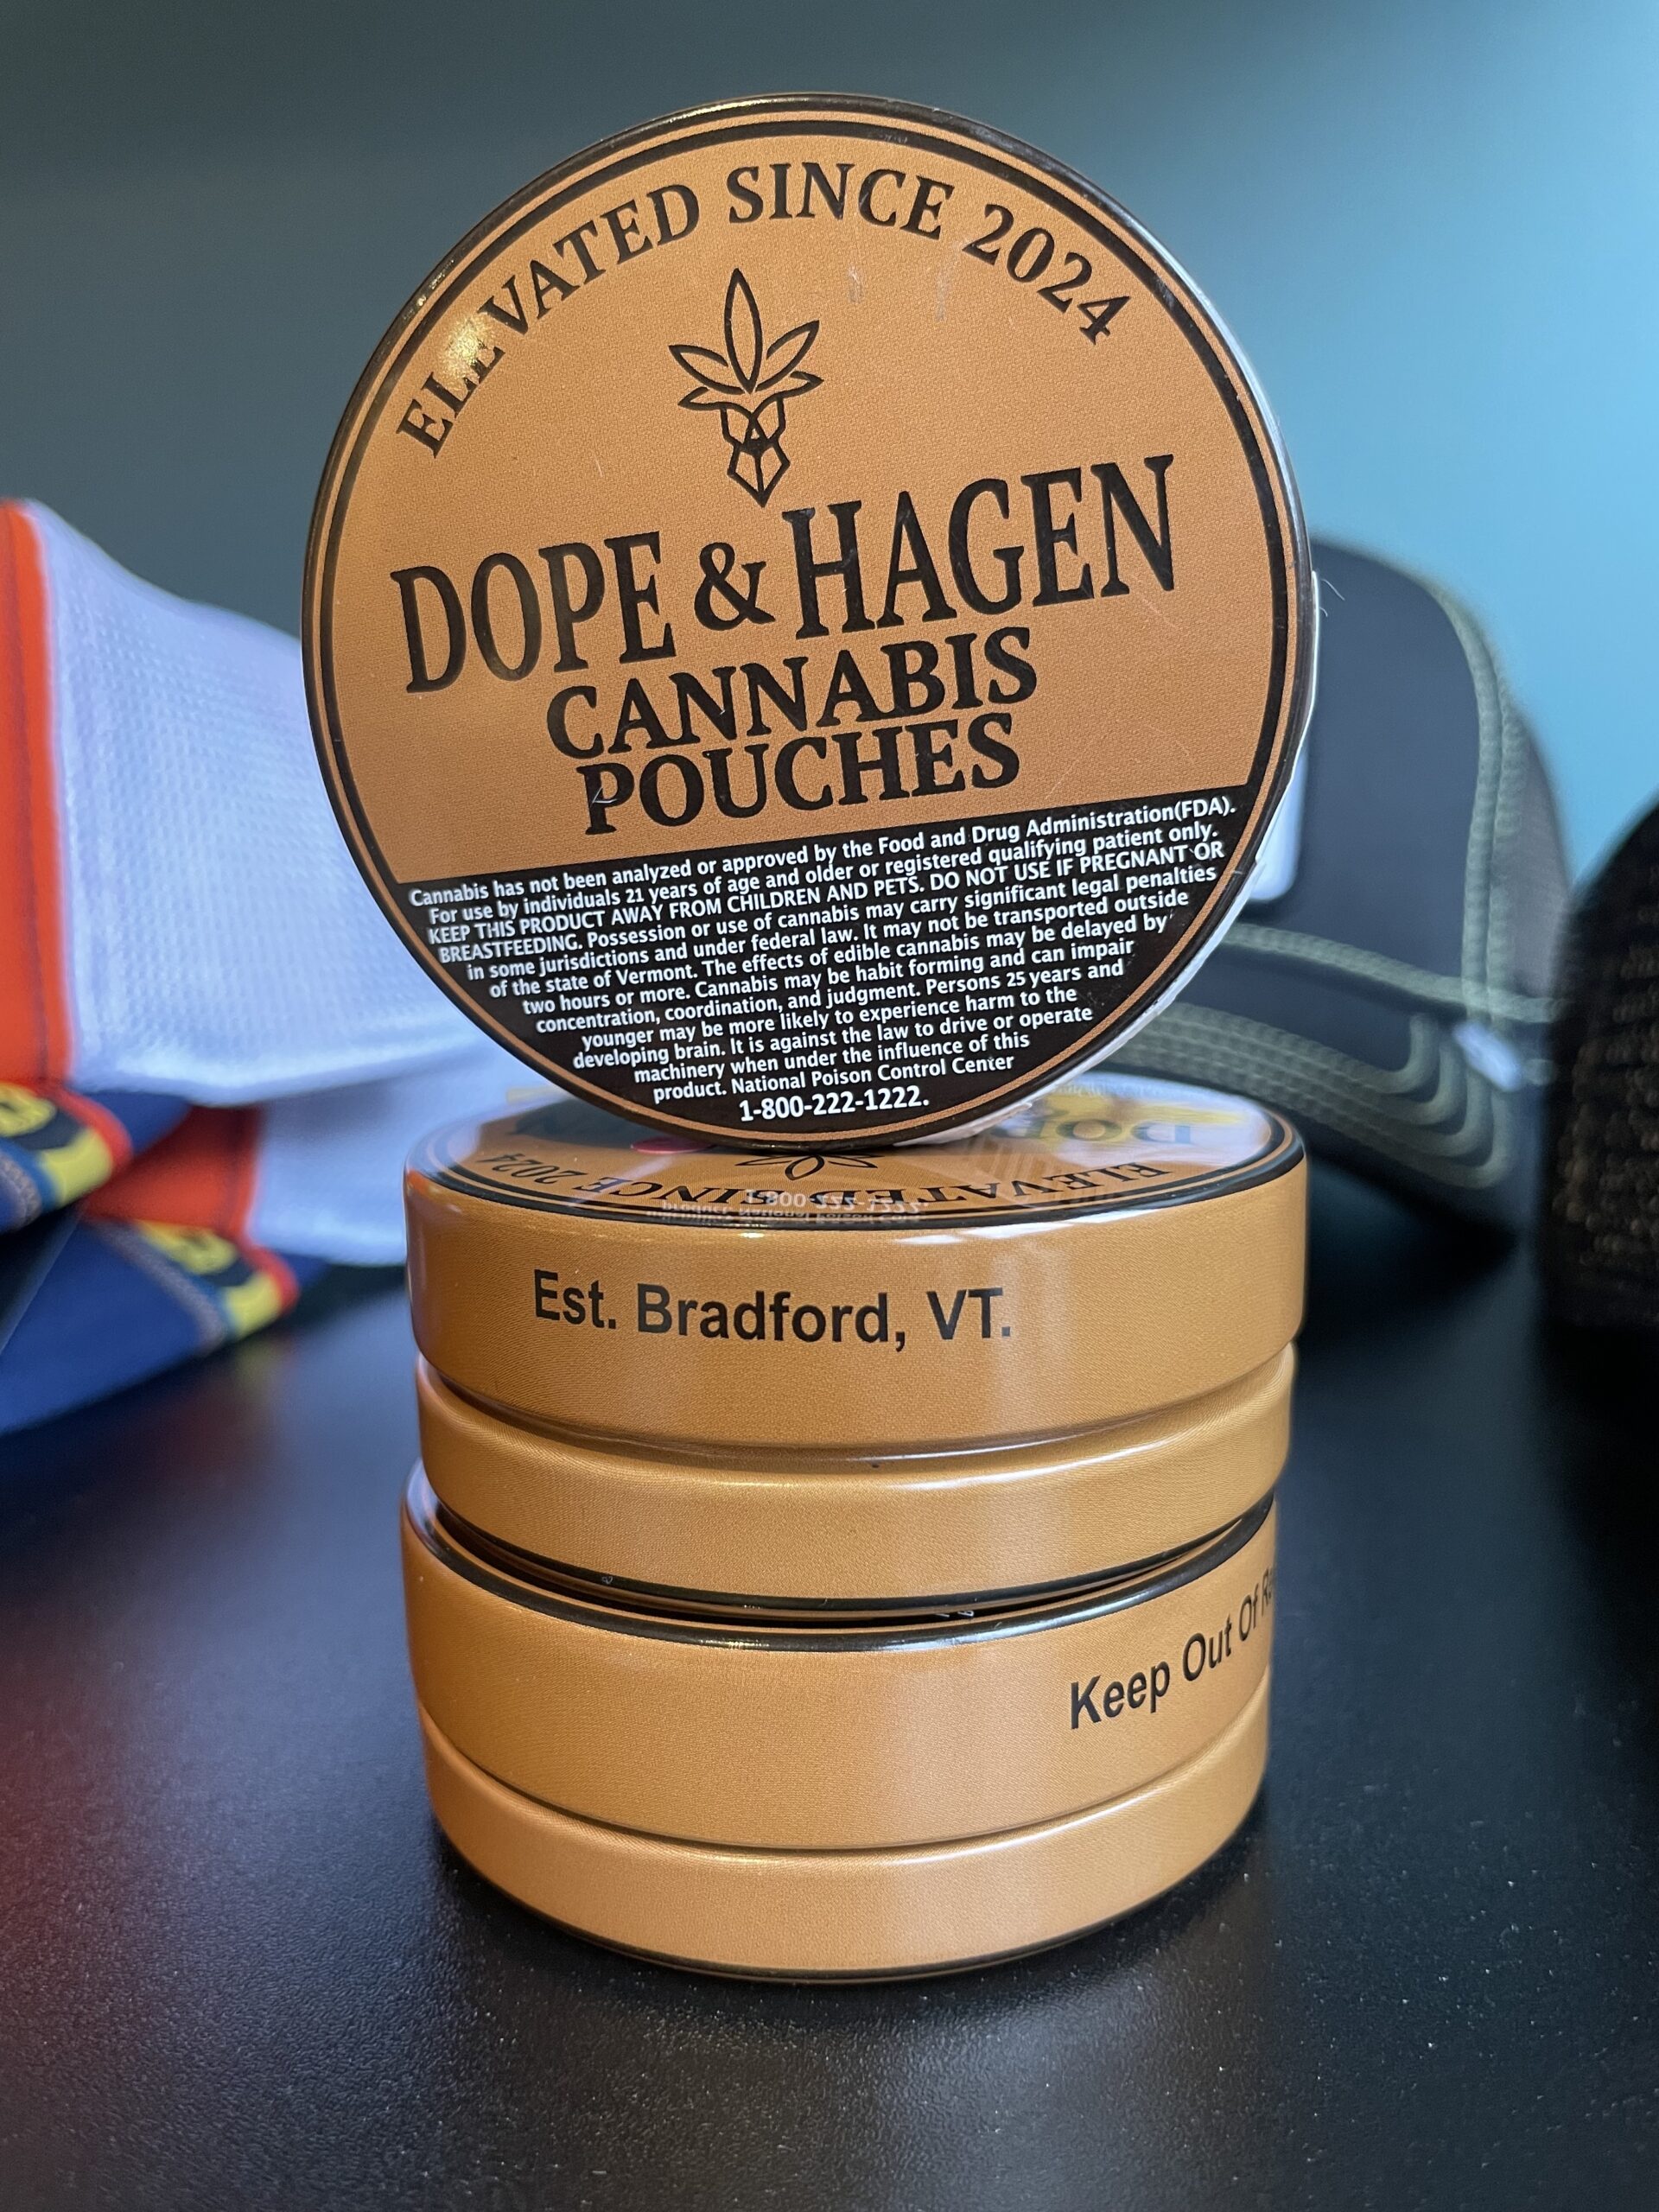 ELEVATED SINCE 2024
DOPE & HAGEN
CANNABIS
POUCHES
Cannabis has not been analyzed or approved by the Food and Drug Administration(FDA).
For use by individuals 21 years of age and older or registered qualifying patient only.
KEEP THIS PRODUCT AWAY FROM CHILDREN AND PETS. DO NOT USE IF PREGNANT OR
BREASTFEEDING. Possession or use of cannabis may carry significant legal penalties
in some jurisdictions and under federal law. It may not be transported outside
of the state of Vermont. The effects of edible cannabis may be delayed by
two hours or more. Cannabis may be habit forming and can impair
concentration, coordination, and judgment. Persons 25 years and
younger may be more likely to experience harm to the
developing brain. It is against the law to drive or operate
machinery when under the influence of this
product. National Poison Control Center
1-800-222-1222.
ELEVATED SINCE 2024
Est. Bradford, VT.
Keep Out Of